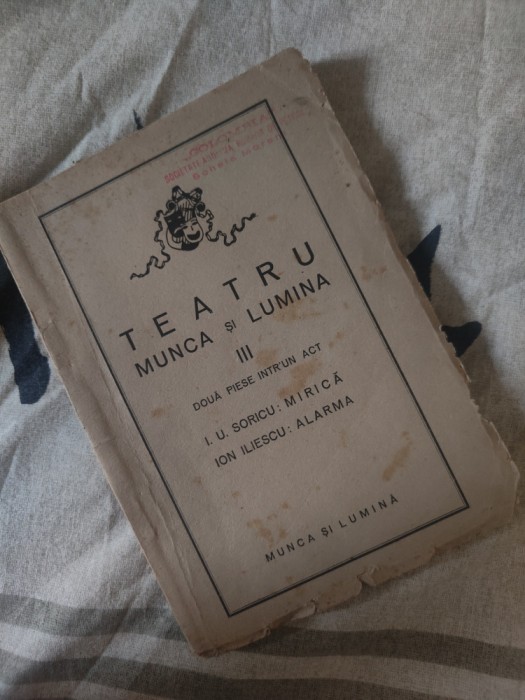 TEATRU
MUNCA ȘI LUMINA
III
DOUĂ PIESE INTR'UN ACT
I. U. SORICU: MIRICĂ
ION ILIESCU: ALARMA
MUNCA ȘI LUMINĂ